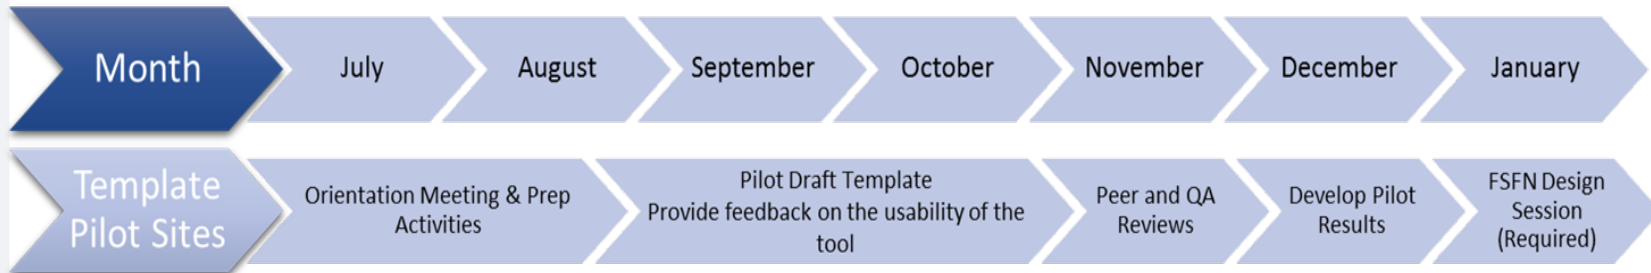 Month
July
August
September
October
November
December
January
Template
Pilot Sites
Orientation Meeting & Prep
Activities
Pilot Draft Template
Provide feedback on the usability of the
tool
Peer and QA
Reviews
Develop Pilot
Results
FSFN Design
Session
(Required)